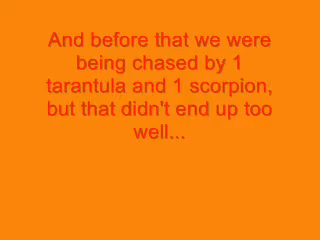 And before that we were
being chased by 1
tarantula and 1 scorpion,
but that didn't end up too
well...